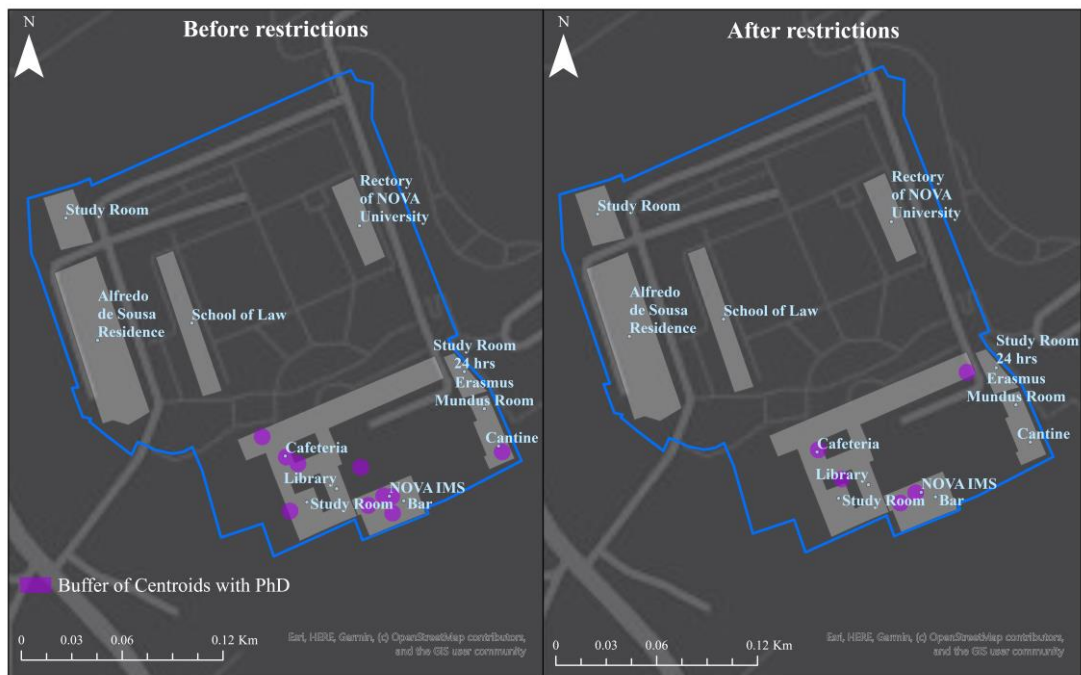 Before restrictions
N
Study Room
Rectory
of NOVA
University
Alfredo
de Sousa
Residence
School of Law
Study Room
24 hrs
Erasmus
Mundus Room
Cantine
Cafeteria
Library
NOVA IMS
Study Room
Bar
Buffer of Centroids with PhD
0 0.03 0.06 0.12 Km
Esri, HERE, Garmin, (c) OpenStreetMap contributors,
and the GIS user community
After restrictions
N
Study Room
Rectory
of NOVA
University
Alfredo
de Sousa
Residence
School of Law
Study Room
24 hrs
Erasmus
Mundus Room
Cantine
Cafeteria
Library
NOVA IMS
Study Room
Bar
0 0.03 0.06 0.12 Km
Esri, HERE, Garmin, (c) OpenStreetMap contributors,
and the GIS user community